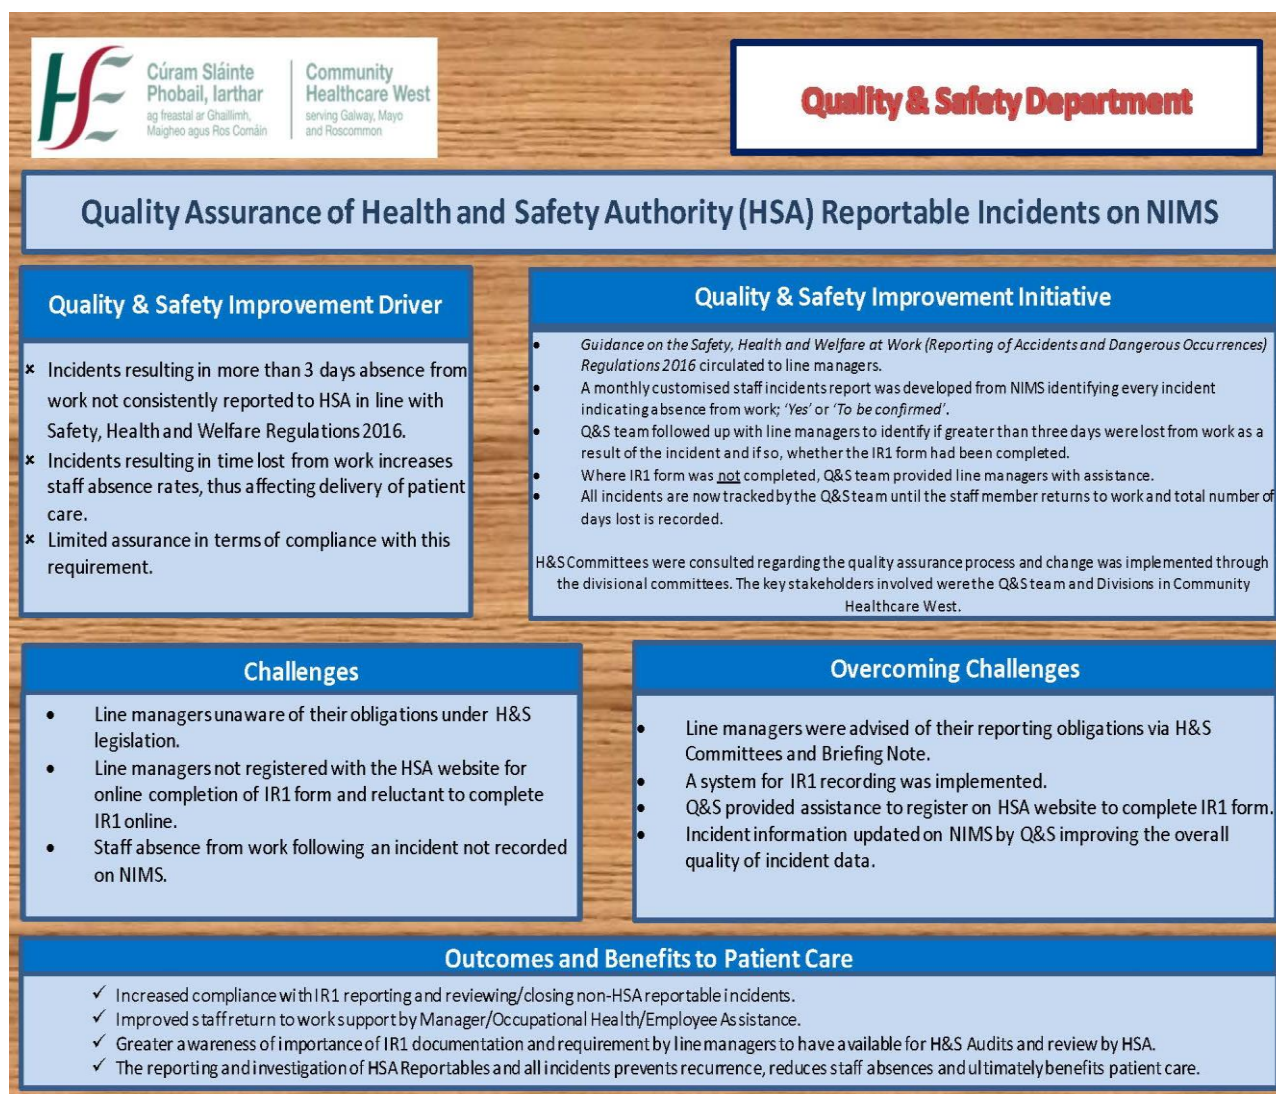 HE
Cúram Sláinte
Phobail, Iarthar
ag freastal ar Ghaillimh,
Maigheo agus Ros Comáin
Community
Healthcare West
serving Galway, Mayo
and Roscommon
Quality & Safety Department
Quality Assurance of Health and Safety Authority (HSA) Reportable Incidents on NIMS
Quality & Safety Improvement Driver
× Incidents resulting in more than 3 days absence from
work not consistently reported to HSA in line with
Safety, Health and Welfare Regulations 2016.
× Incidents resulting in time lost from work increases
staff absence rates, thus affecting delivery of patient
care.
× Limited assurance in terms of compliance with this
requirement.
Quality & Safety Improvement Initiative
• Guidance on the Safety, Health and Welfare at Work (Reporting of Accidents and Dangerous Occurrences)
Regulations 2016 circulated to line managers.
• A monthly customised staff incidents report was developed from NIMS identifying every incident
indicating absence from work; ‘Yes’ or ‘To be confirmed’.
• Q&S team followed up with line managers to identify if greater than three days were lost from work as a
result of the incident and if so, whether the IR1 form had been completed.
• Where IR1 form was not completed, Q&S team provided line managers with assistance.
• All incidents are now tracked by the Q&S team until the staff member returns to work and total number of
days lost is recorded.
H&S Committees were consulted regarding the quality assurance process and change was implemented through
the divisional committees. The key stakeholders involved were the Q&S team and Divisions in Community
Healthcare West.
Challenges
• Line managers unaware of their obligations under H&S
legislation.
• Line managers not registered with the HSA website for
online completion of IR1 form and reluctant to complete
IR1 online.
• Staff absence from work following an incident not recorded
on NIMS.
Overcoming Challenges
• Line managers were advised of their reporting obligations via H&S
Committees and Briefing Note.
• A system for IR1 recording was implemented.
• Q&S provided assistance to register on HSA website to complete IR1 form.
• Incident information updated on NIMS by Q&S improving the overall
quality of incident data.
Outcomes and Benefits to Patient Care
✓ Increased compliance with IR1 reporting and reviewing/closing non-HSA reportable incidents.
✓ Improved staff return to work support by Manager/Occupational Health/Employee Assistance.
✓ Greater awareness of importance of IR1 documentation and requirement by line managers to have available for H&S Audits and review by HSA.
✓ The reporting and investigation of HSA Reportables and all incidents prevents recurrence, reduces staff absences and ultimately benefits patient care.